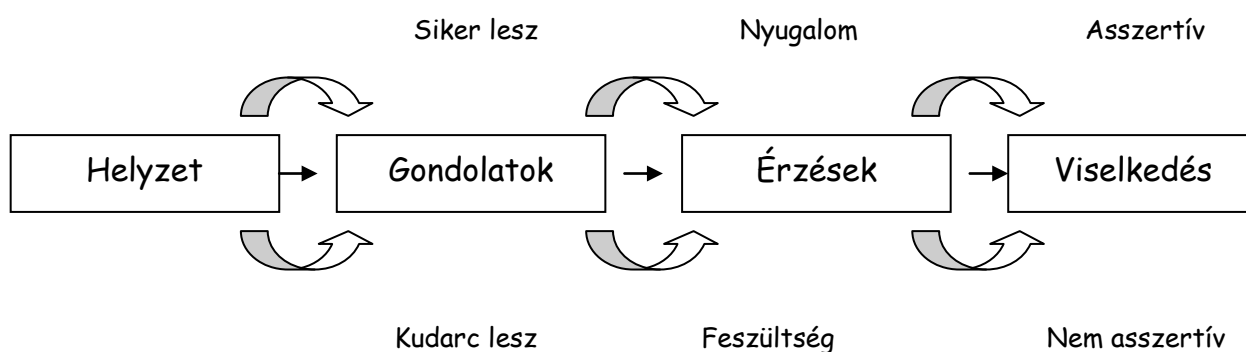 Siker lesz Nyugalom Asszertív
Helyzet Gondolatok Érzések Viselkedés
Kudarc lesz Feszültség Nem asszertív